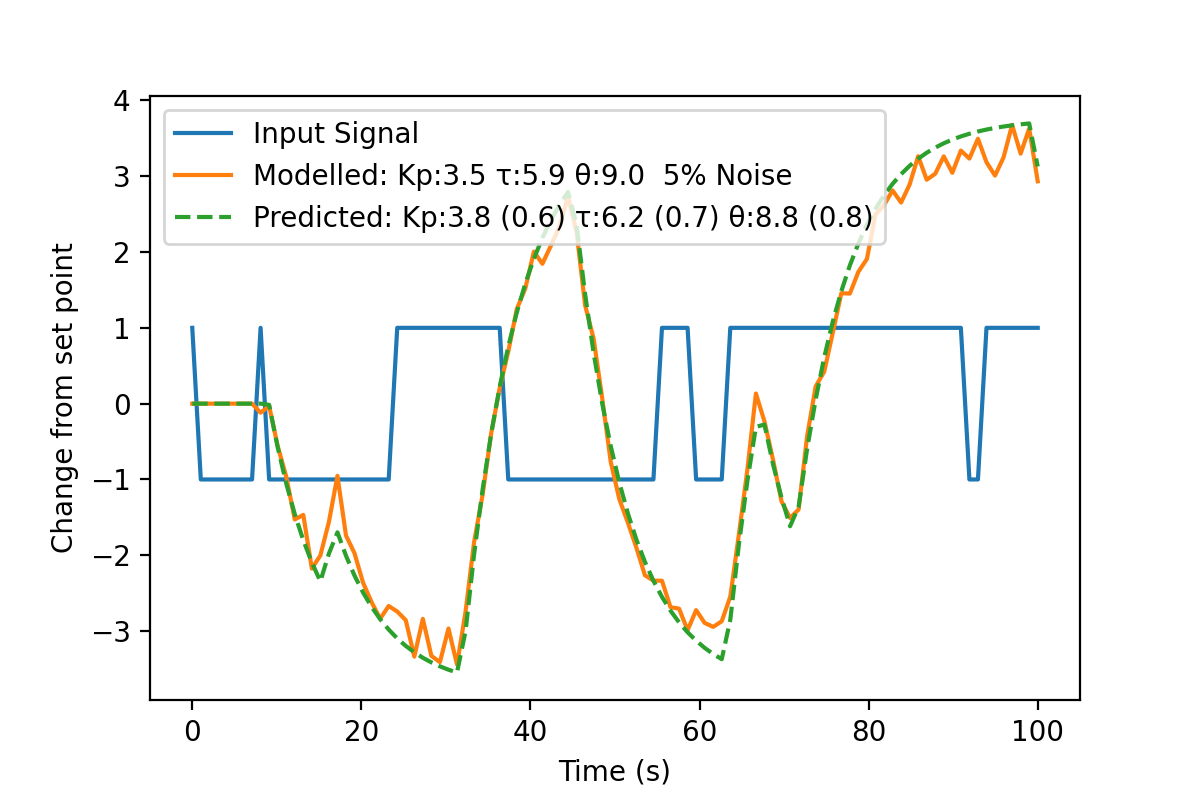 4
3
2
1
0
−1
−2
−3
Change from set point
Input Signal
Modelled: Kp:3.5 τ:5.9 θ:9.0  5% Noise
Predicted: Kp:3.8 (0.6) τ:6.2 (0.7) θ:8.8 (0.8)
0 20 40 60 80 100
Time (s)